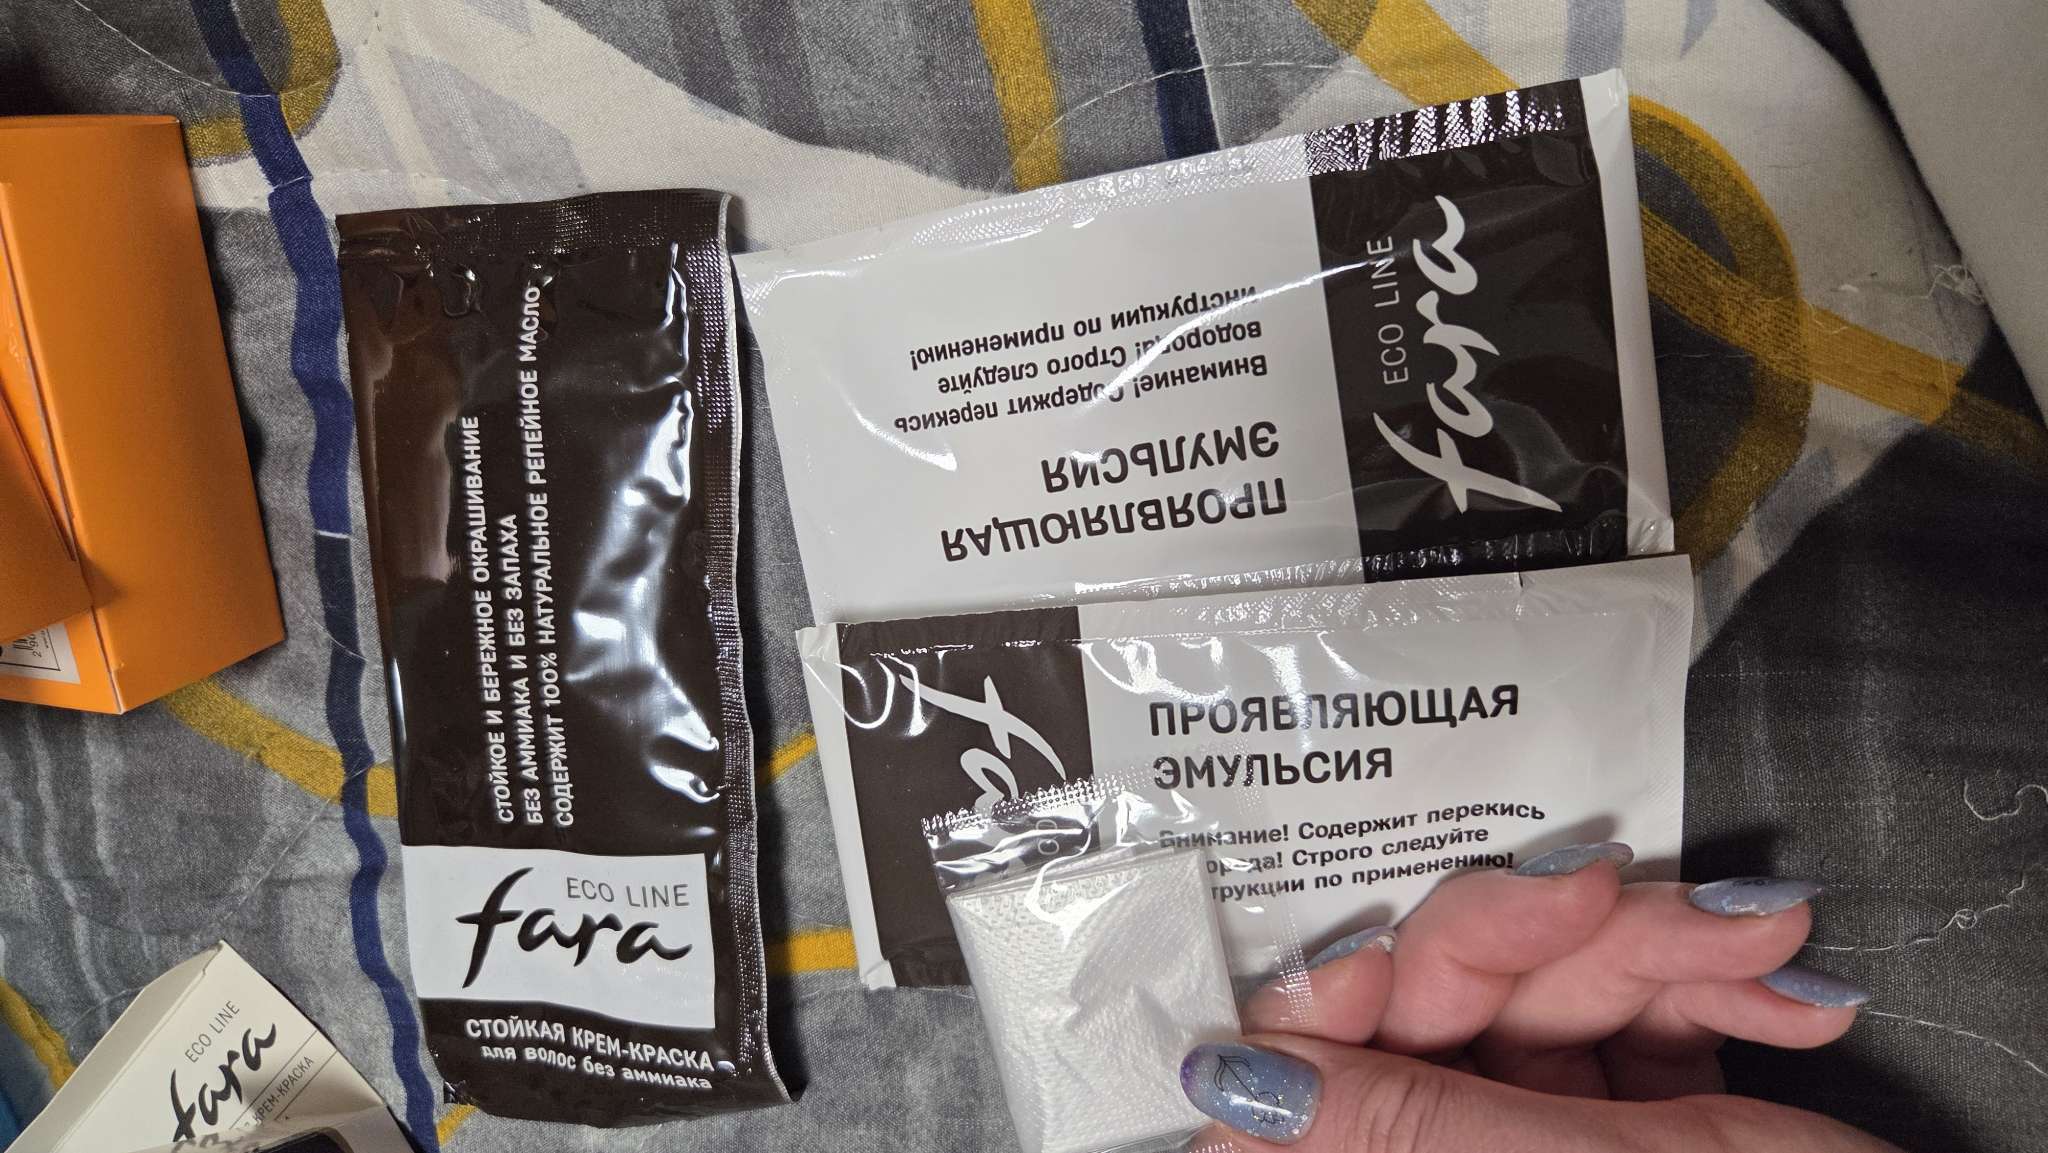 СТОЙКОЕ И БЕРЕЖНОЕ ОКРАШИВАНИЕ
БЕЗ АММИАКА И БЕЗ ЗАПАХА
СОДЕРЖИТ 100% НАТУРАЛЬНОЕ РЕПЕЙНОЕ МАСЛО
ECO LINE
fara
СТОЙКАЯ КРЕМ-КРАСКА
для волос без аммиака
ECO LINE
fara
ПРОЯВЛЯЮЩАЯ
ЭМУЛЬСИЯ
Внимание! Содержит перекись
водорода! Строго следуйте
инструкции по применению!
ПРОЯВЛЯЮЩАЯ
ЭМУЛЬСИЯ
Внимание! Содержит перекись
Строго следуйте
по применению!
ECO LINE
fara
КРЕМ-КРАСКА